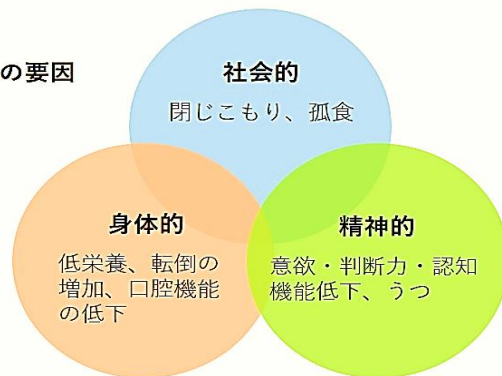 の要因
社会的
閉じこもり、孤食
身体的
低栄養、転倒の
増加、口腔機能
の低下
精神的
意欲・判断力・認知
機能低下、うつ